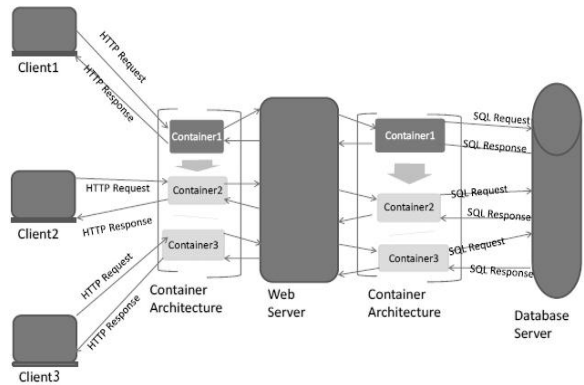 Client1
HTTP Request
HTTP Response
Container1
Container1
SQL Request
SQL Response
Client2
HTTP Request
HTTP Response
Container2
Container2
SQL Request
SQL Response
Client3
HTTP Request
HTTP Response
Container3
Container3
SQL Request
SQL Response
Container
Architecture
Web
Server
Container
Architecture
Database
Server